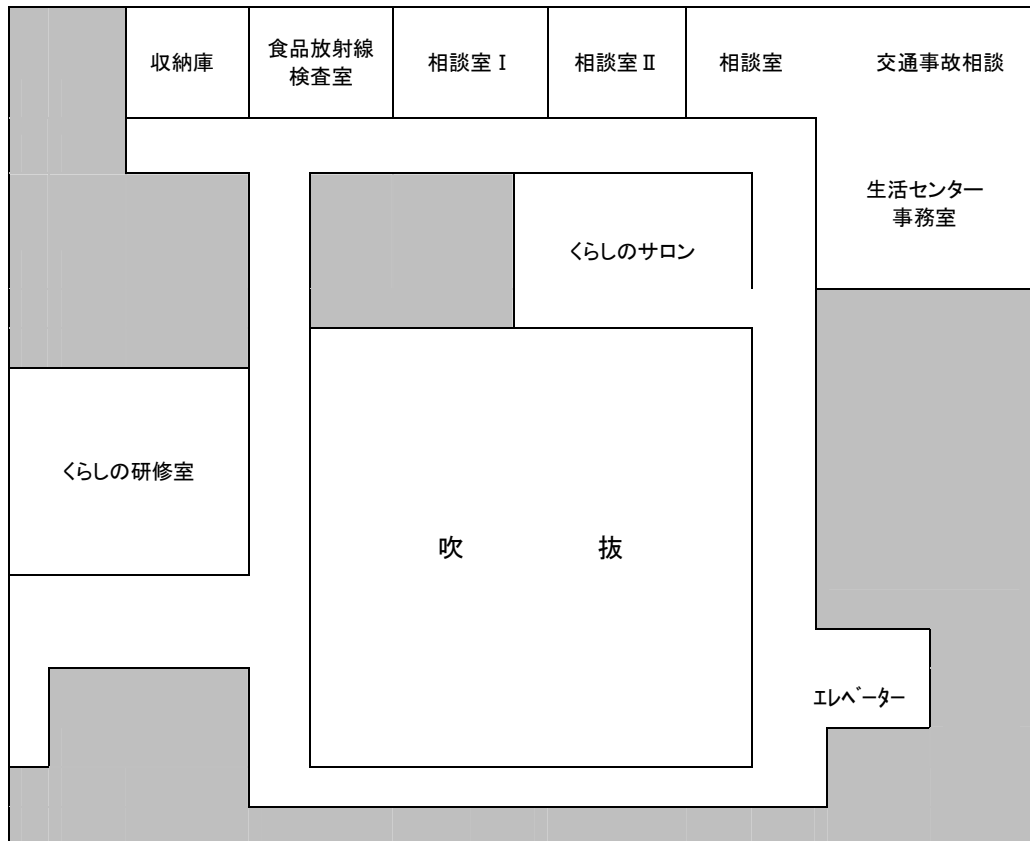 収納庫
食品放射線
検査室
相談室Ⅰ
相談室Ⅱ
相談室
交通事故相談
生活センター
事務室
くらしのサロン
くらしの研修室
吹　抜
エレベーター